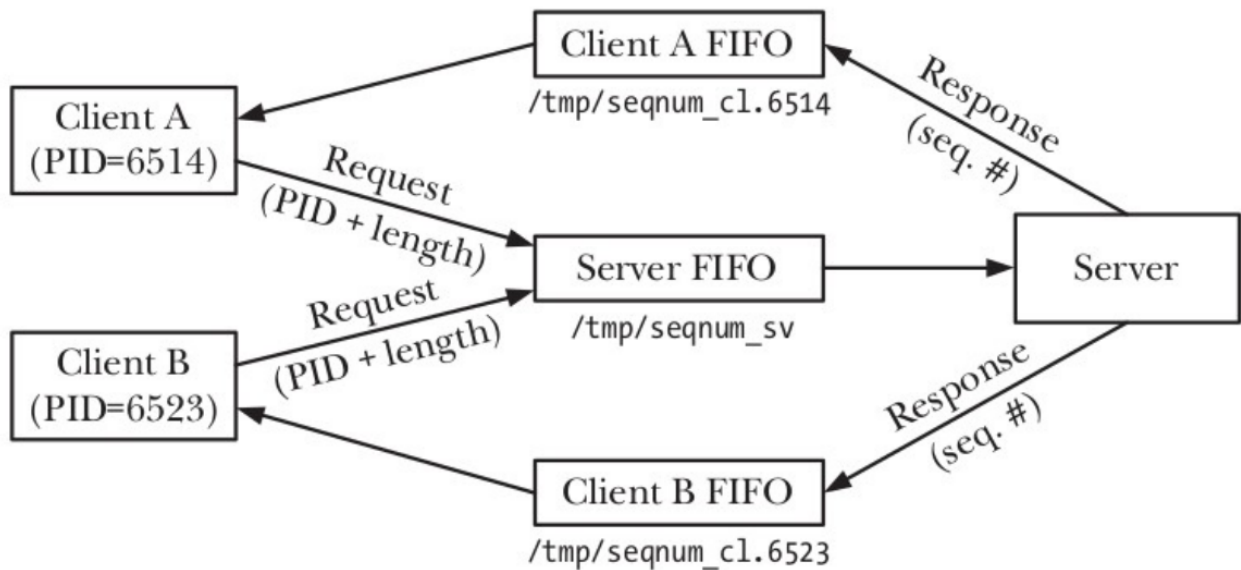 Client A FIFO
/tmp/seqnum_cl.6514
Response
(seq. #)
Client A
(PID=6514)
Request
(PID + length)
Server FIFO
/tmp/seqnum_sv
Server
Request
(PID + length)
Client B
(PID=6523)
Response
(seq. #)
Client B FIFO
/tmp/seqnum_cl.6523